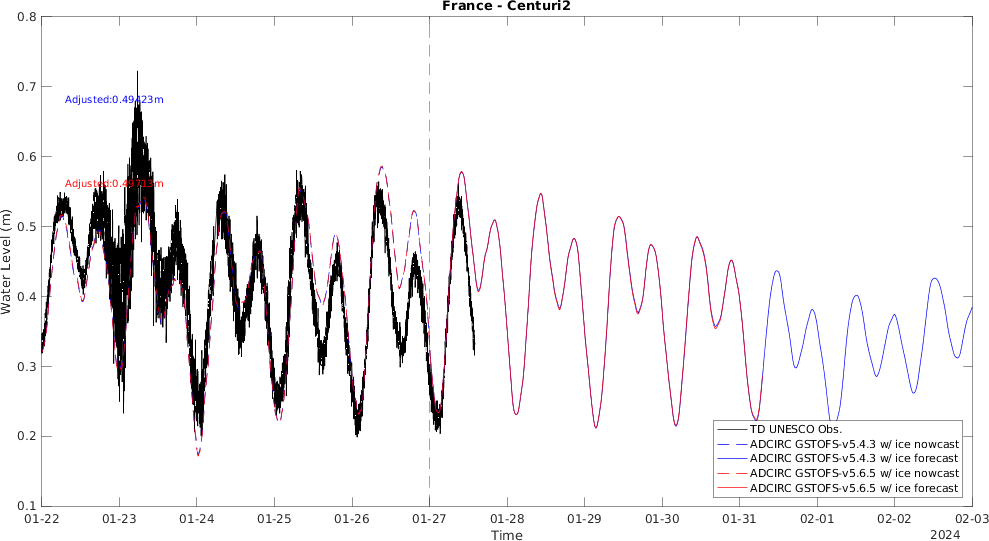 France - Centuri2
0.8
0.7
0.6
0.5
0.4
0.3
0.2
0.1
Water Level (m)
Adjusted:0.49423m
Adjusted:0.49713m
TD UNESCO Obs.
ADCIRC GSTOFS-v5.4.3 w/ ice nowcast
ADCIRC GSTOFS-v5.4.3 w/ ice forecast
ADCIRC GSTOFS-v5.6.5 w/ ice nowcast
ADCIRC GSTOFS-v5.6.5 w/ ice forecast
01-22 01-23 01-24 01-25 01-26 01-27 01-28 01-29 01-30 01-31 02-01 02-02 02-03
Time
2024